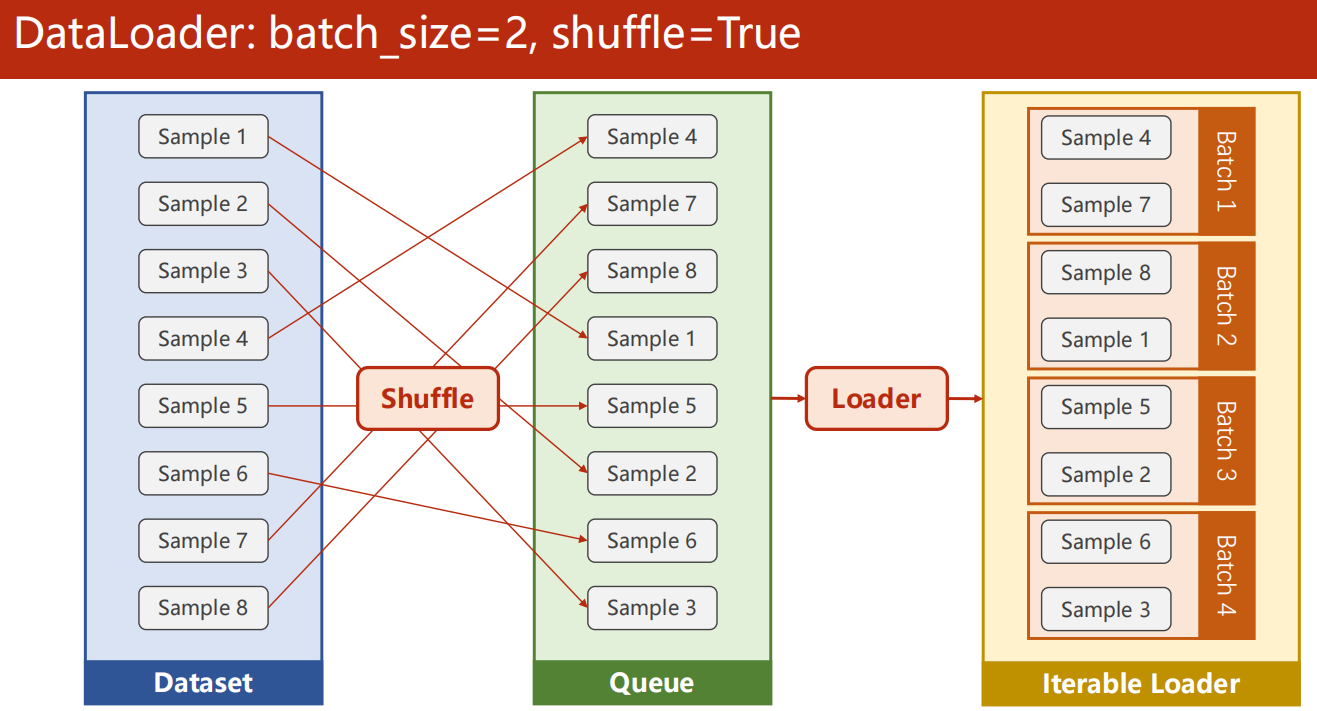 DataLoader: batch_size=2, shuffle=True
Sample 1
Sample 2
Sample 3
Sample 4
Sample 5
Sample 6
Sample 7
Sample 8
Dataset
Shuffle
Sample 4
Sample 7
Sample 8
Sample 1
Sample 5
Sample 2
Sample 6
Sample 3
Queue
Loader
Sample 4
Sample 7
Batch 1
Sample 8
Sample 1
Batch 2
Sample 5
Sample 2
Batch 3
Sample 6
Sample 3
Batch 4
Iterable Loader